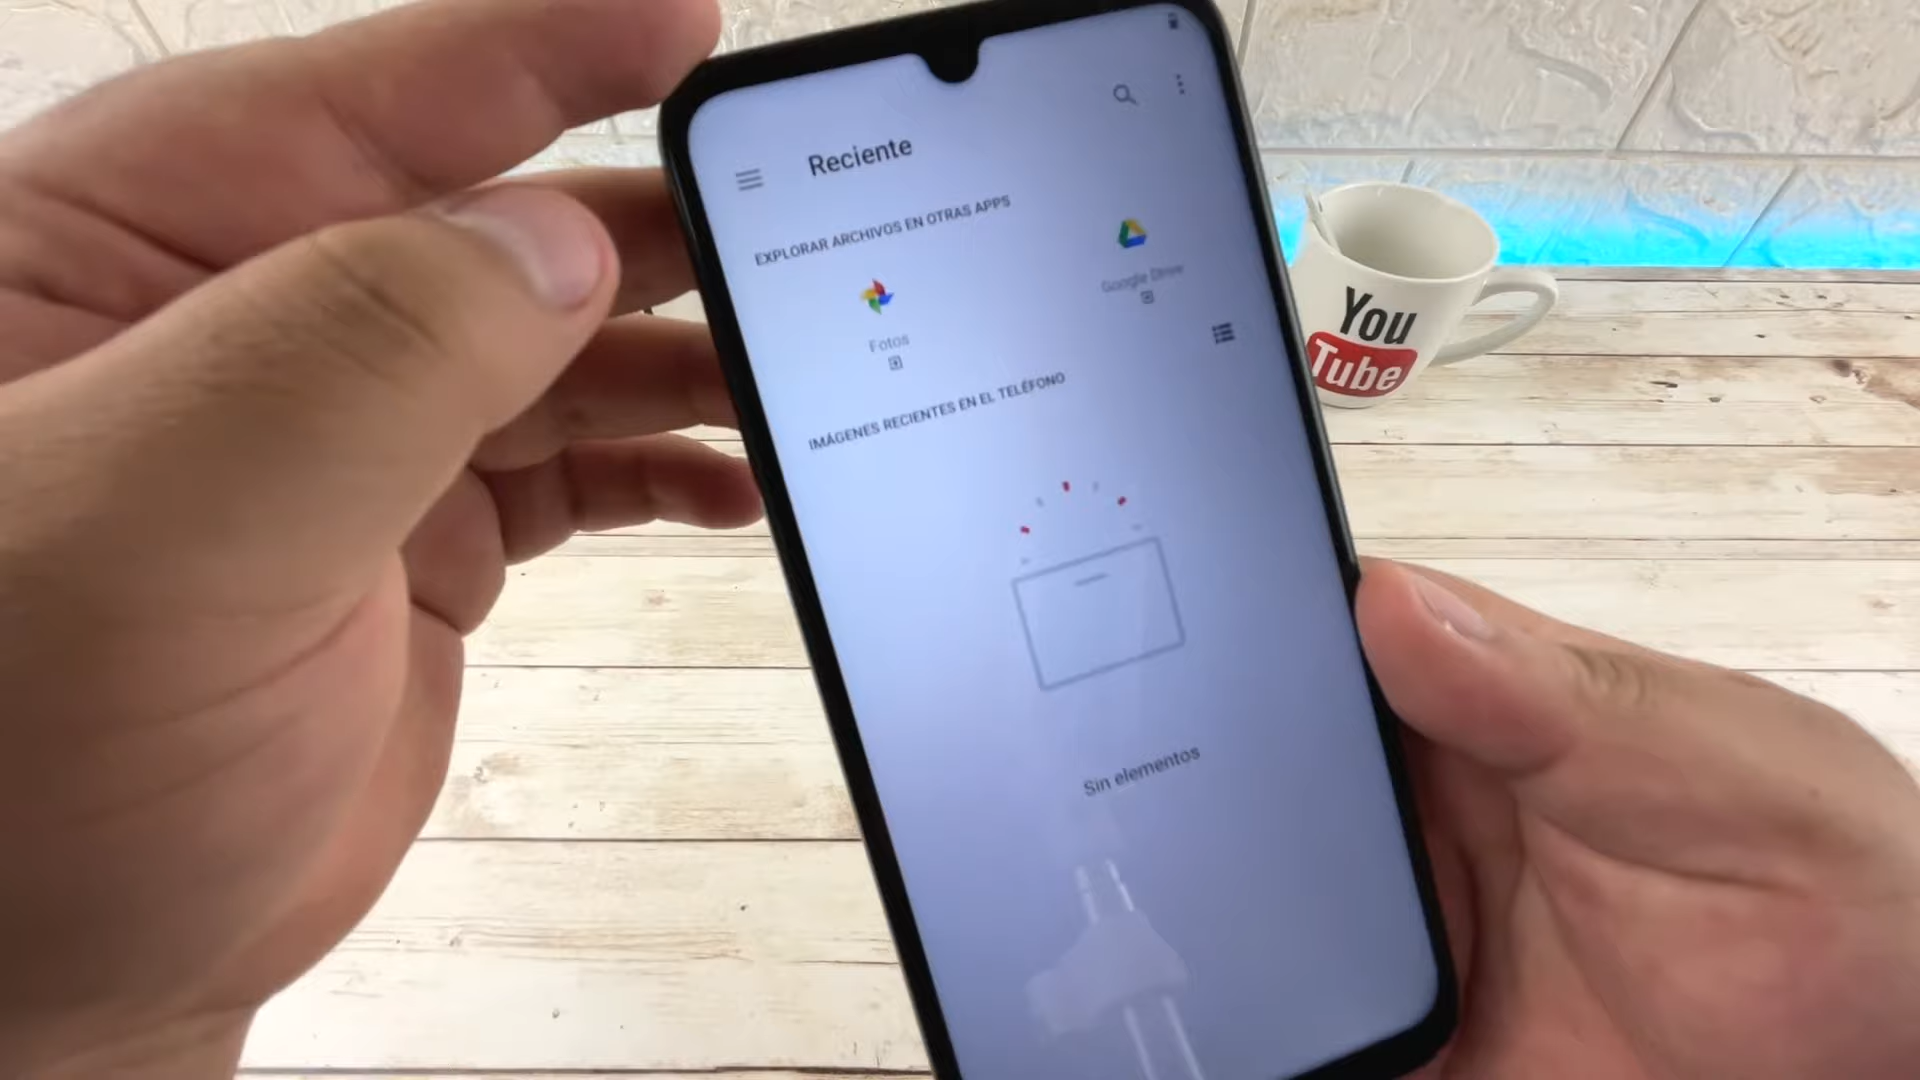 Reciente
EXPLORAR ARCHIVOS EN OTRAS APPS
Fotos
Google Drive
IMÁGENES RECIENTES EN EL TELÉFONO
Sin elementos
You
Tube